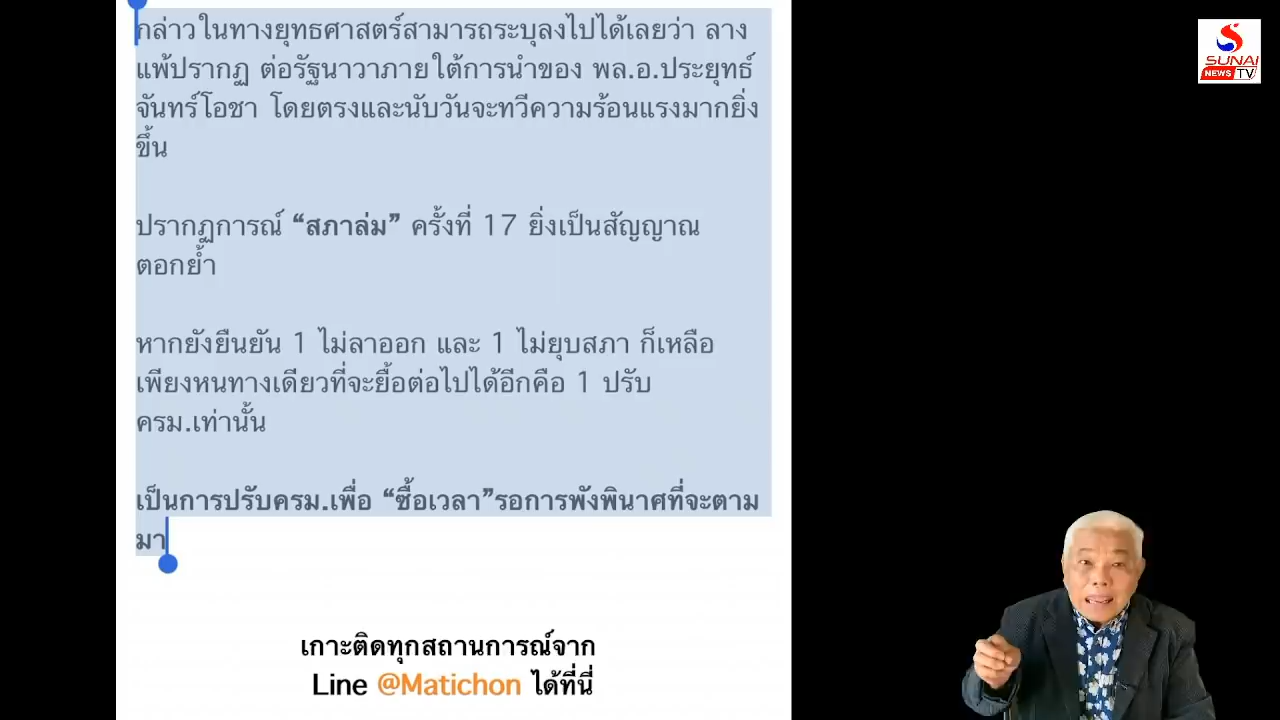 กล่าวในทางยุทธศาสตร์สามารถระบุลงไปได้เลยว่า ลาง
แพ้ปรากฏ ต่อรัฐนาวาภายใต้การนำของ พล.อ.ประยุทธ์
จันทร์โอชา โดยตรงและนับวันจะทวีความร้อนแรงมากยิ่ง
ขึ้น
ปรากฏการณ์ “สภาล่ม” ครั้งที่ 17 ยิ่งเป็นสัญญาณ
ตอกย้ำ
หากยังยืนยัน 1 ไม่ลาออก และ 1 ไม่ยุบสภา ก็เหลือ
เพียงหนทางเดียวที่จะยื้อต่อไปได้อีกคือ 1 ปรับ
ครม.เท่านั้น
เป็นการปรับครม.เพื่อ “ซื้อเวลา”รอการพังพินาศที่จะตาม
มา
เกาะติดทุกสถานการณ์จาก
Line @Matichon ได้ที่นี่
SUNAI
NEWS TV